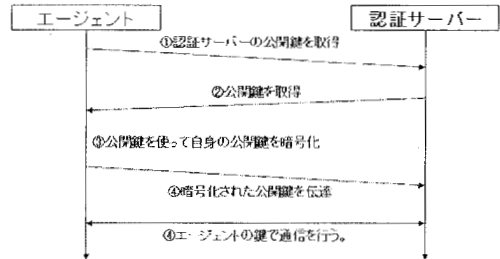 エージェント
認証サーバー
①認証サーバーの公開鍵を取得
②公開鍵を取得
③公開鍵を使って自身の公開鍵を暗号化
④暗号化された公開鍵を伝達
④エージェントの鍵で通信を行う。